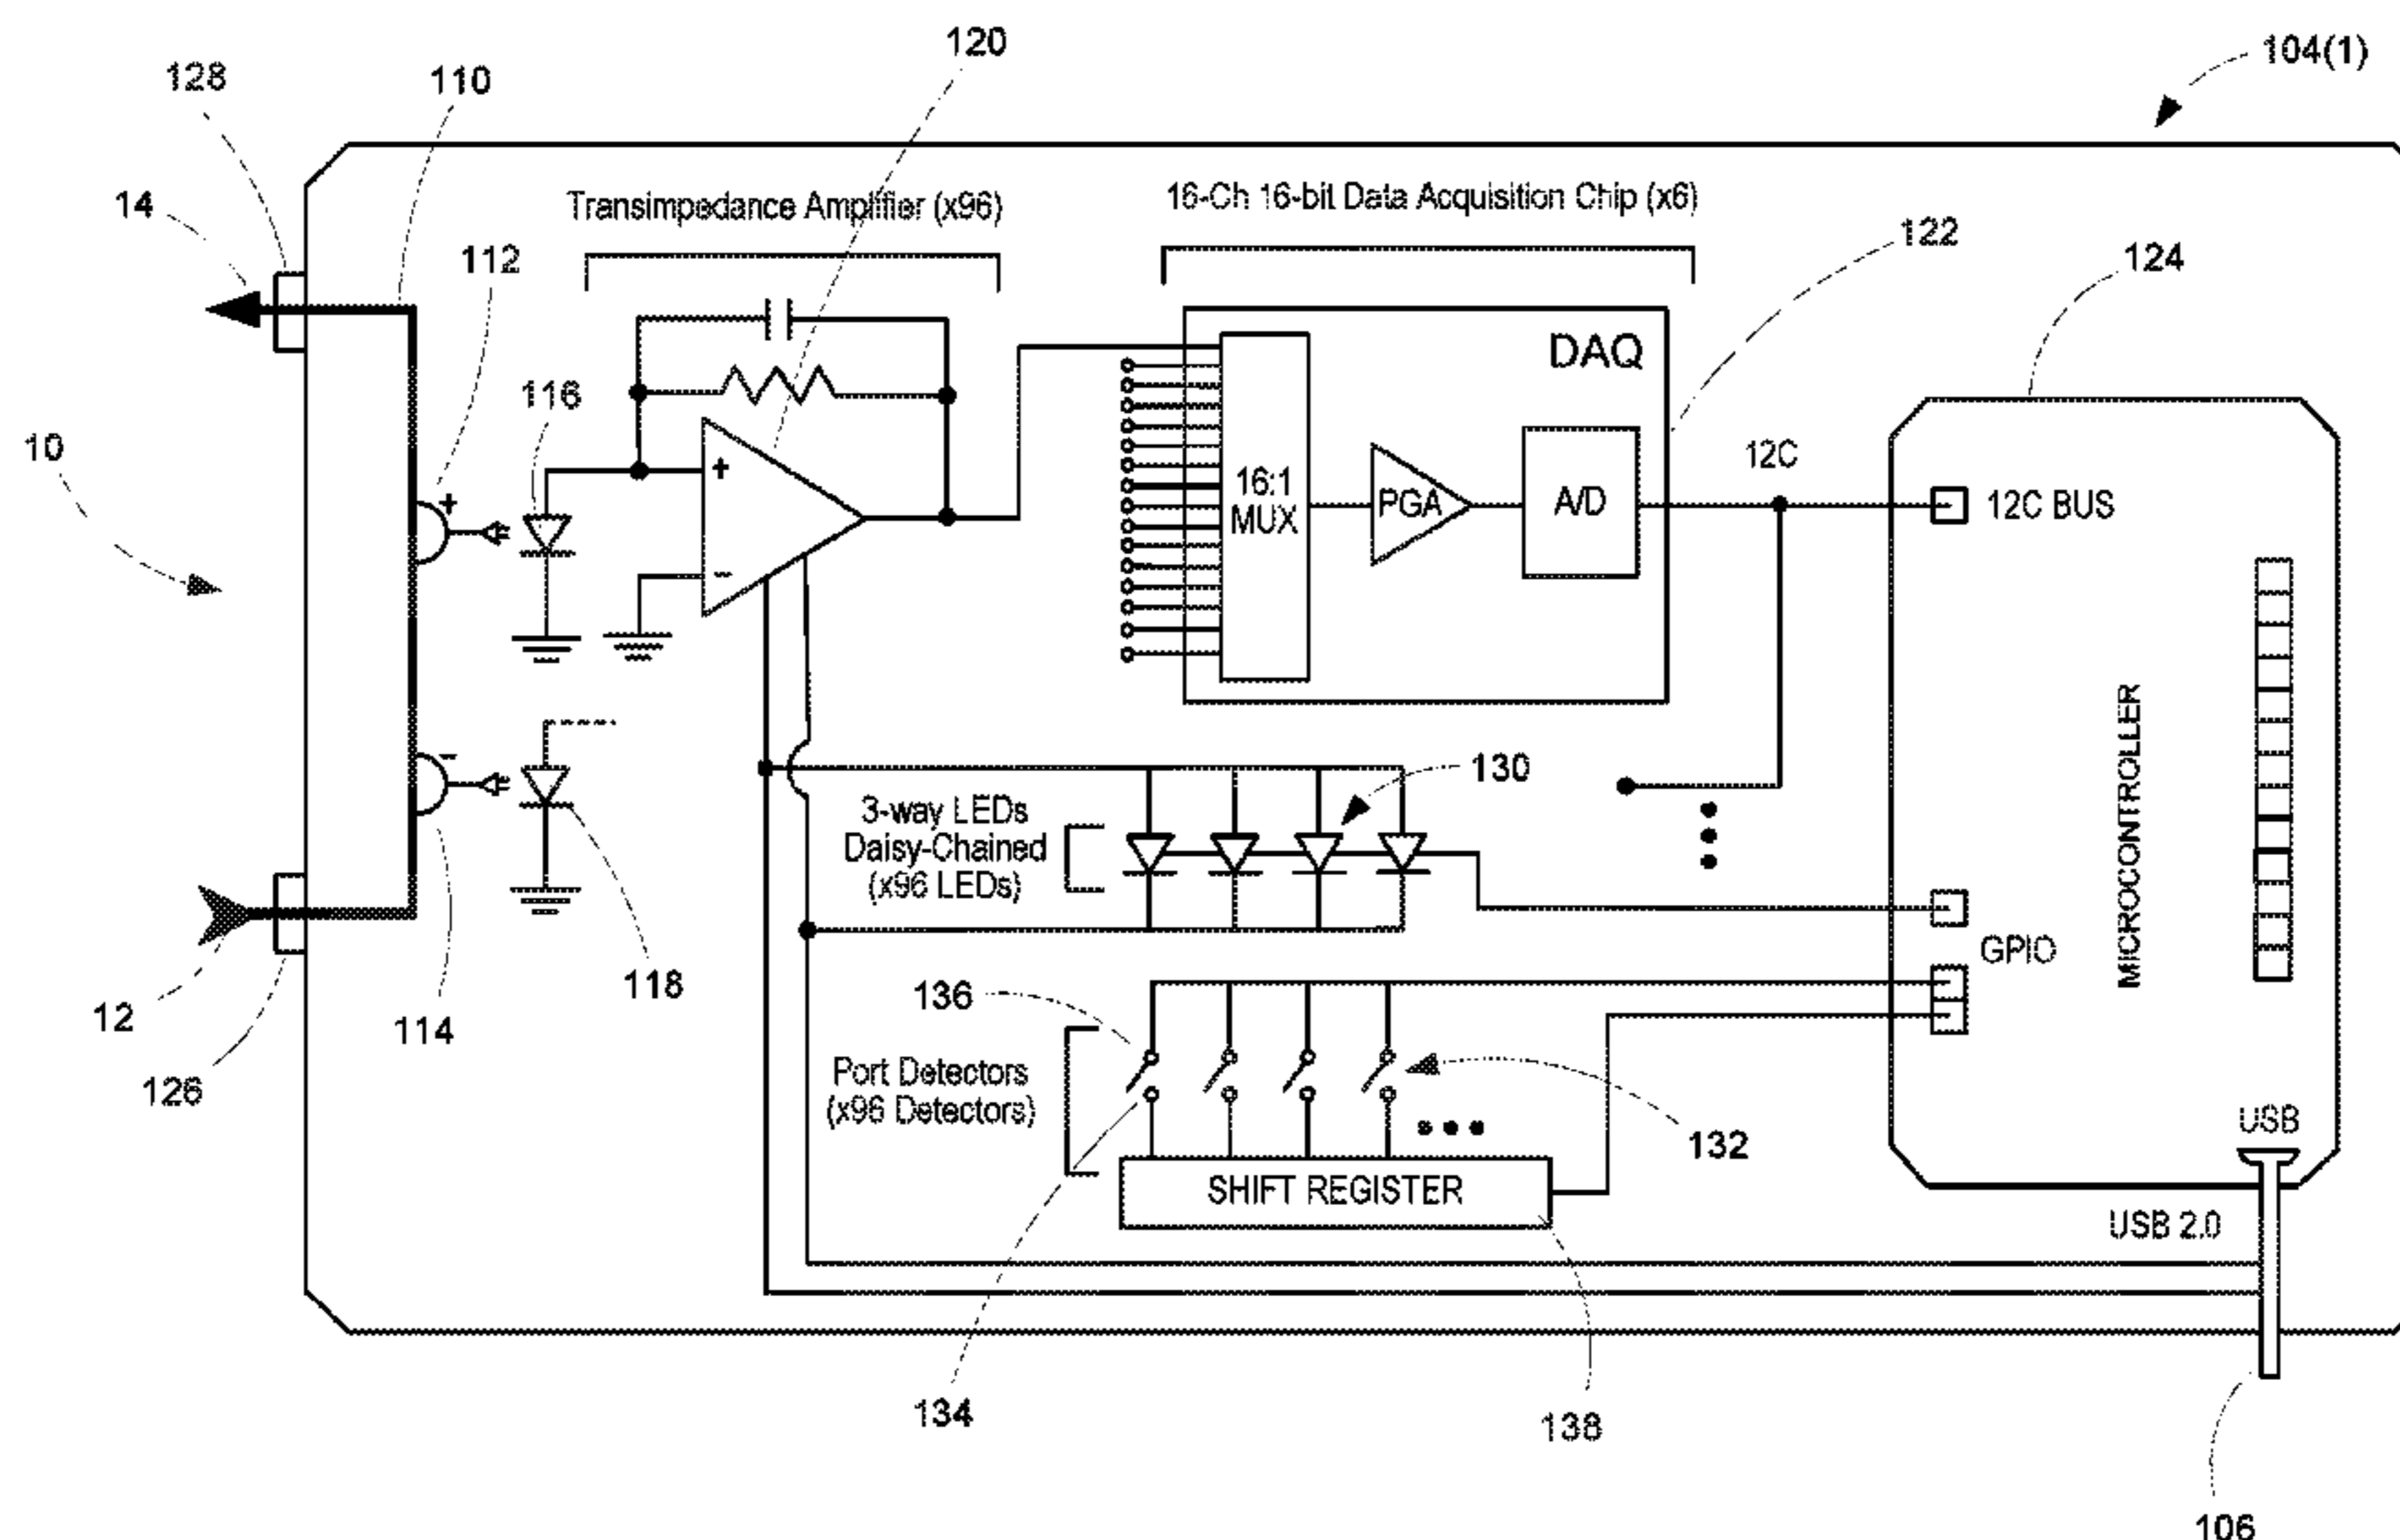 120
104(1)
128
110
14
Transimpedance Amplifier (x96)
16-Ch 16-bit Data Acquisition Chip (x6)
122
112
124
DAQ
116
10
+
+
16:1
MUX
PGA
A/D
12C
12C BUS
-
MICROCONTROLLER
-
130
3-way LEDs
Daisy-Chained
(x96 LEDs)
GPIO
118
136
12
114
126
Port Detectors
(x96 Detectors)
132
USB
SHIFT REGISTER
USB 2.0
134
138
106